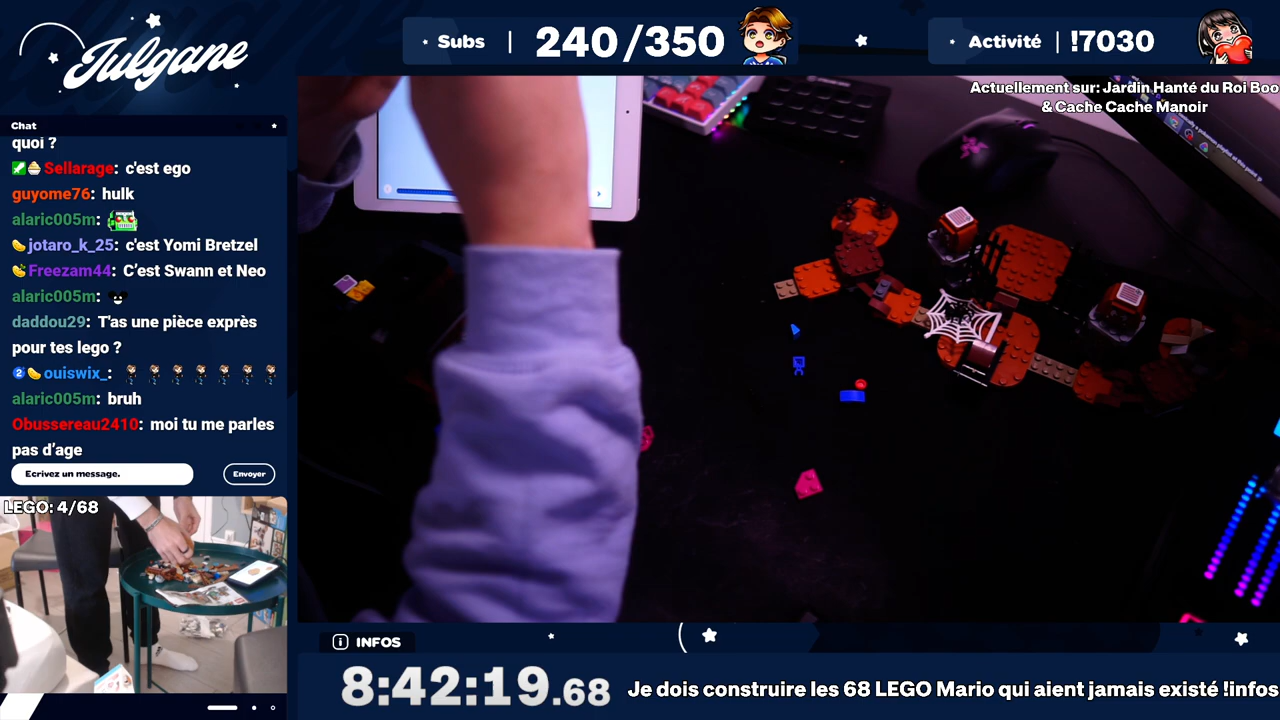 Julgane
Subs | 240/350
Activité | !7030
Actuellement sur: Jardin Hanté du Roi Boo
& Cache Cache Manoir
Chat
quoi ?
Sellarage: c'est ego
guyome76: hulk
alaric005m:
jotaro_k_25: c'est Yomi Bretzel
Freezam44: C'est Swann et Neo
alaric005m:
daddou29: T'as une pièce exprès
pour tes lego ?
2 ouiswix_:
alaric005m: bruh
Obussereau2410: moi tu me parles
pas d'age
Ecrivez un message.
Envoyer
LEGO: 4/68
i INFOS
8:42:19.68
Je dois construire les 68 LEGO Mario qui aient jamais existé !infos